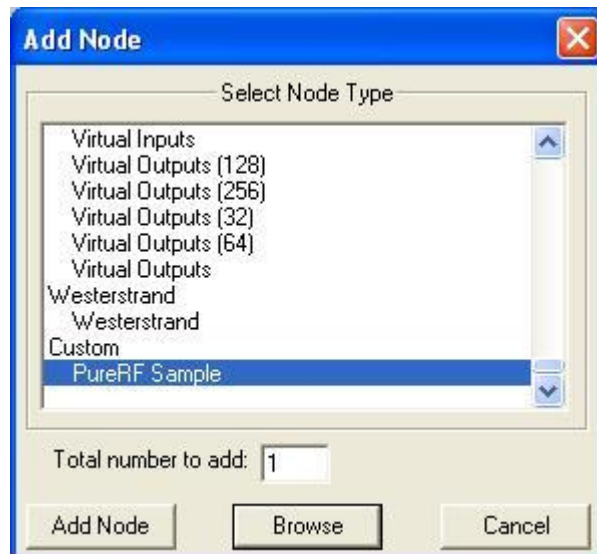 Add Node
Select Node Type
Virtual Inputs
Virtual Outputs (128)
Virtual Outputs (256)
Virtual Outputs (32)
Virtual Outputs (64)
Virtual Outputs
Westerstrand
Westerstrand
Custom
PureRF Sample
Total number to add: 1
Add Node Browse Cancel